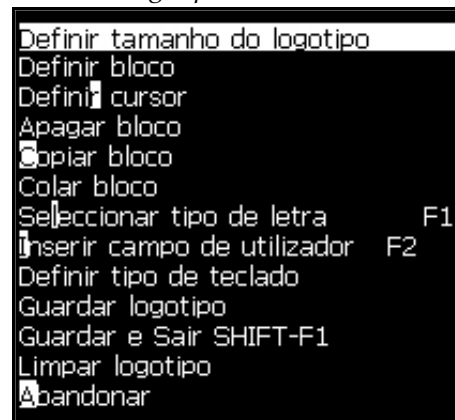 Definir tamanho do logotipo
Definir bloco
Definir cursor
Apagar bloco
Copiar bloco
Colar bloco
Seleccionar tipo de letra F1
Inserir campo de utilizador F2
Definir tipo de teclado
Guardar logotipo
Guardar e Sair SHIFT-F1
Limpar logotipo
Abandonar